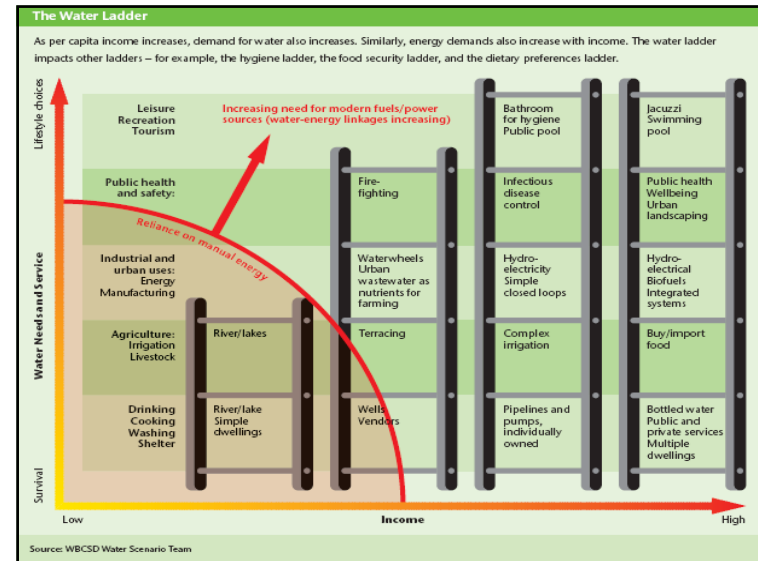 The Water Ladder
As per capita income increases, demand for water also increases. Similarly, energy demands also increase with income. The water ladder
impacts other ladders – for example, the hygiene ladder, the food security ladder, and the dietary preferences ladder.
Lifestyle choices
Water Needs and Service
Survival
Leisure
Recreation
Tourism
Increasing need for modern fuels/power
sources (water-energy linkages increasing)
Bathroom
for hygiene
Public pool
Jacuzzi
Swimming
pool
Public health
and safety:
Reliance on manual energy
Fire-
fighting
Infectious
disease
control
Public health
Wellbeing
Urban
landscaping
Industrial and
urban uses:
Energy
Manufacturing
Waterwheels
Urban
wastewater as
nutrients for
farming
Hydro-
electricity
Simple
closed loops
Hydro-
electrical
Biofuels
Integrated
systems
Agriculture:
Irrigation
Livestock
River/lakes
Terracing
Complex
irrigation
Buy/import
food
Drinking
Cooking
Washing
Shelter
River/lake
Simple
dwellings
Wells
Vendors
Pipelines and
pumps,
individually
owned
Bottled water
Public and
private services
Multiple
dwellings
Low
Income
High
Source: WBCSD Water Scenario Team